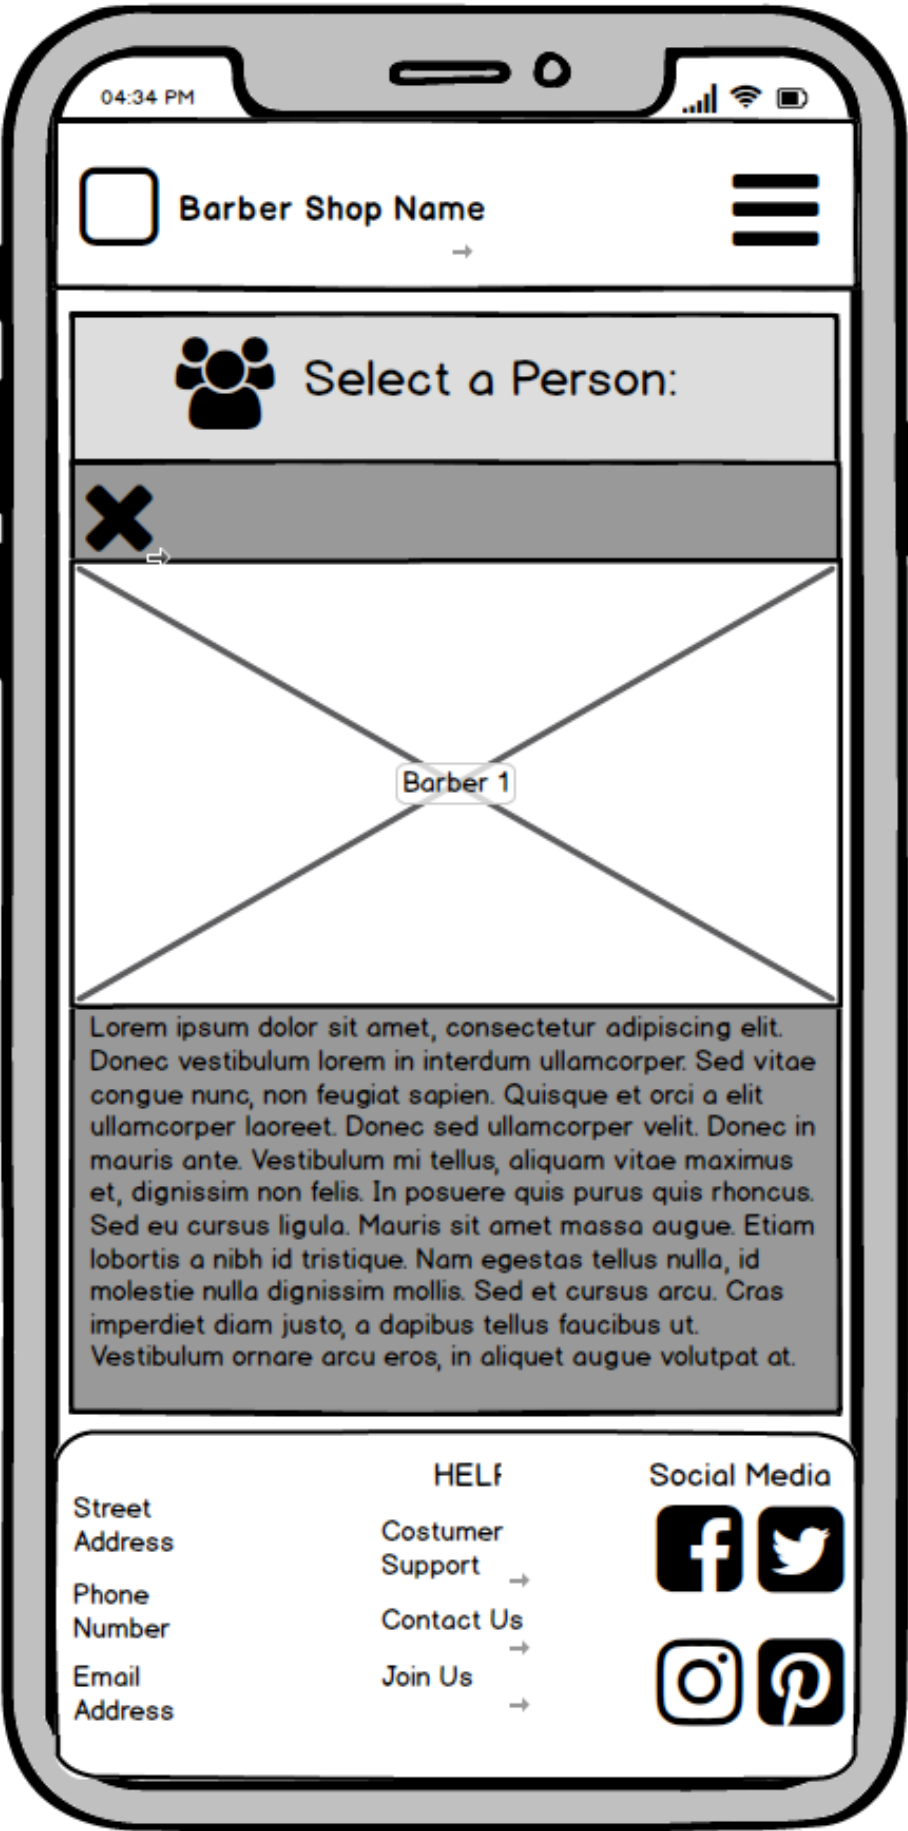 04:34 PM
Barber Shop Name
Select a Person:
Barber 1
Lorem ipsum dolor sit amet, consectetur adipiscing elit.
Donec vestibulum lorem in interdum ullamcorper. Sed vitae
congue nunc, non feugiat sapien. Quisque et orci a elit
ullamcorper laoreet. Donec sed ullamcorper velit. Donec in
mauris ante. Vestibulum mi tellus, aliquam vitae maximus
et, dignissim non felis. In posuere quis purus quis rhoncus.
Sed eu cursus ligula. Mauris sit amet massa augue. Etiam
lobortis a nibh id tristique. Nam egestas tellus nulla, id
molestie nulla dignissim mollis. Sed et cursus arcu. Cras
imperdiet diam justo, a dapibus tellus faucibus ut.
Vestibulum ornare arcu eros, in aliquet augue volutpat at.
Street
Address
Phone
Number
Email
Address
HELP
Costumer
Support
Contact Us
Join Us
Social Media